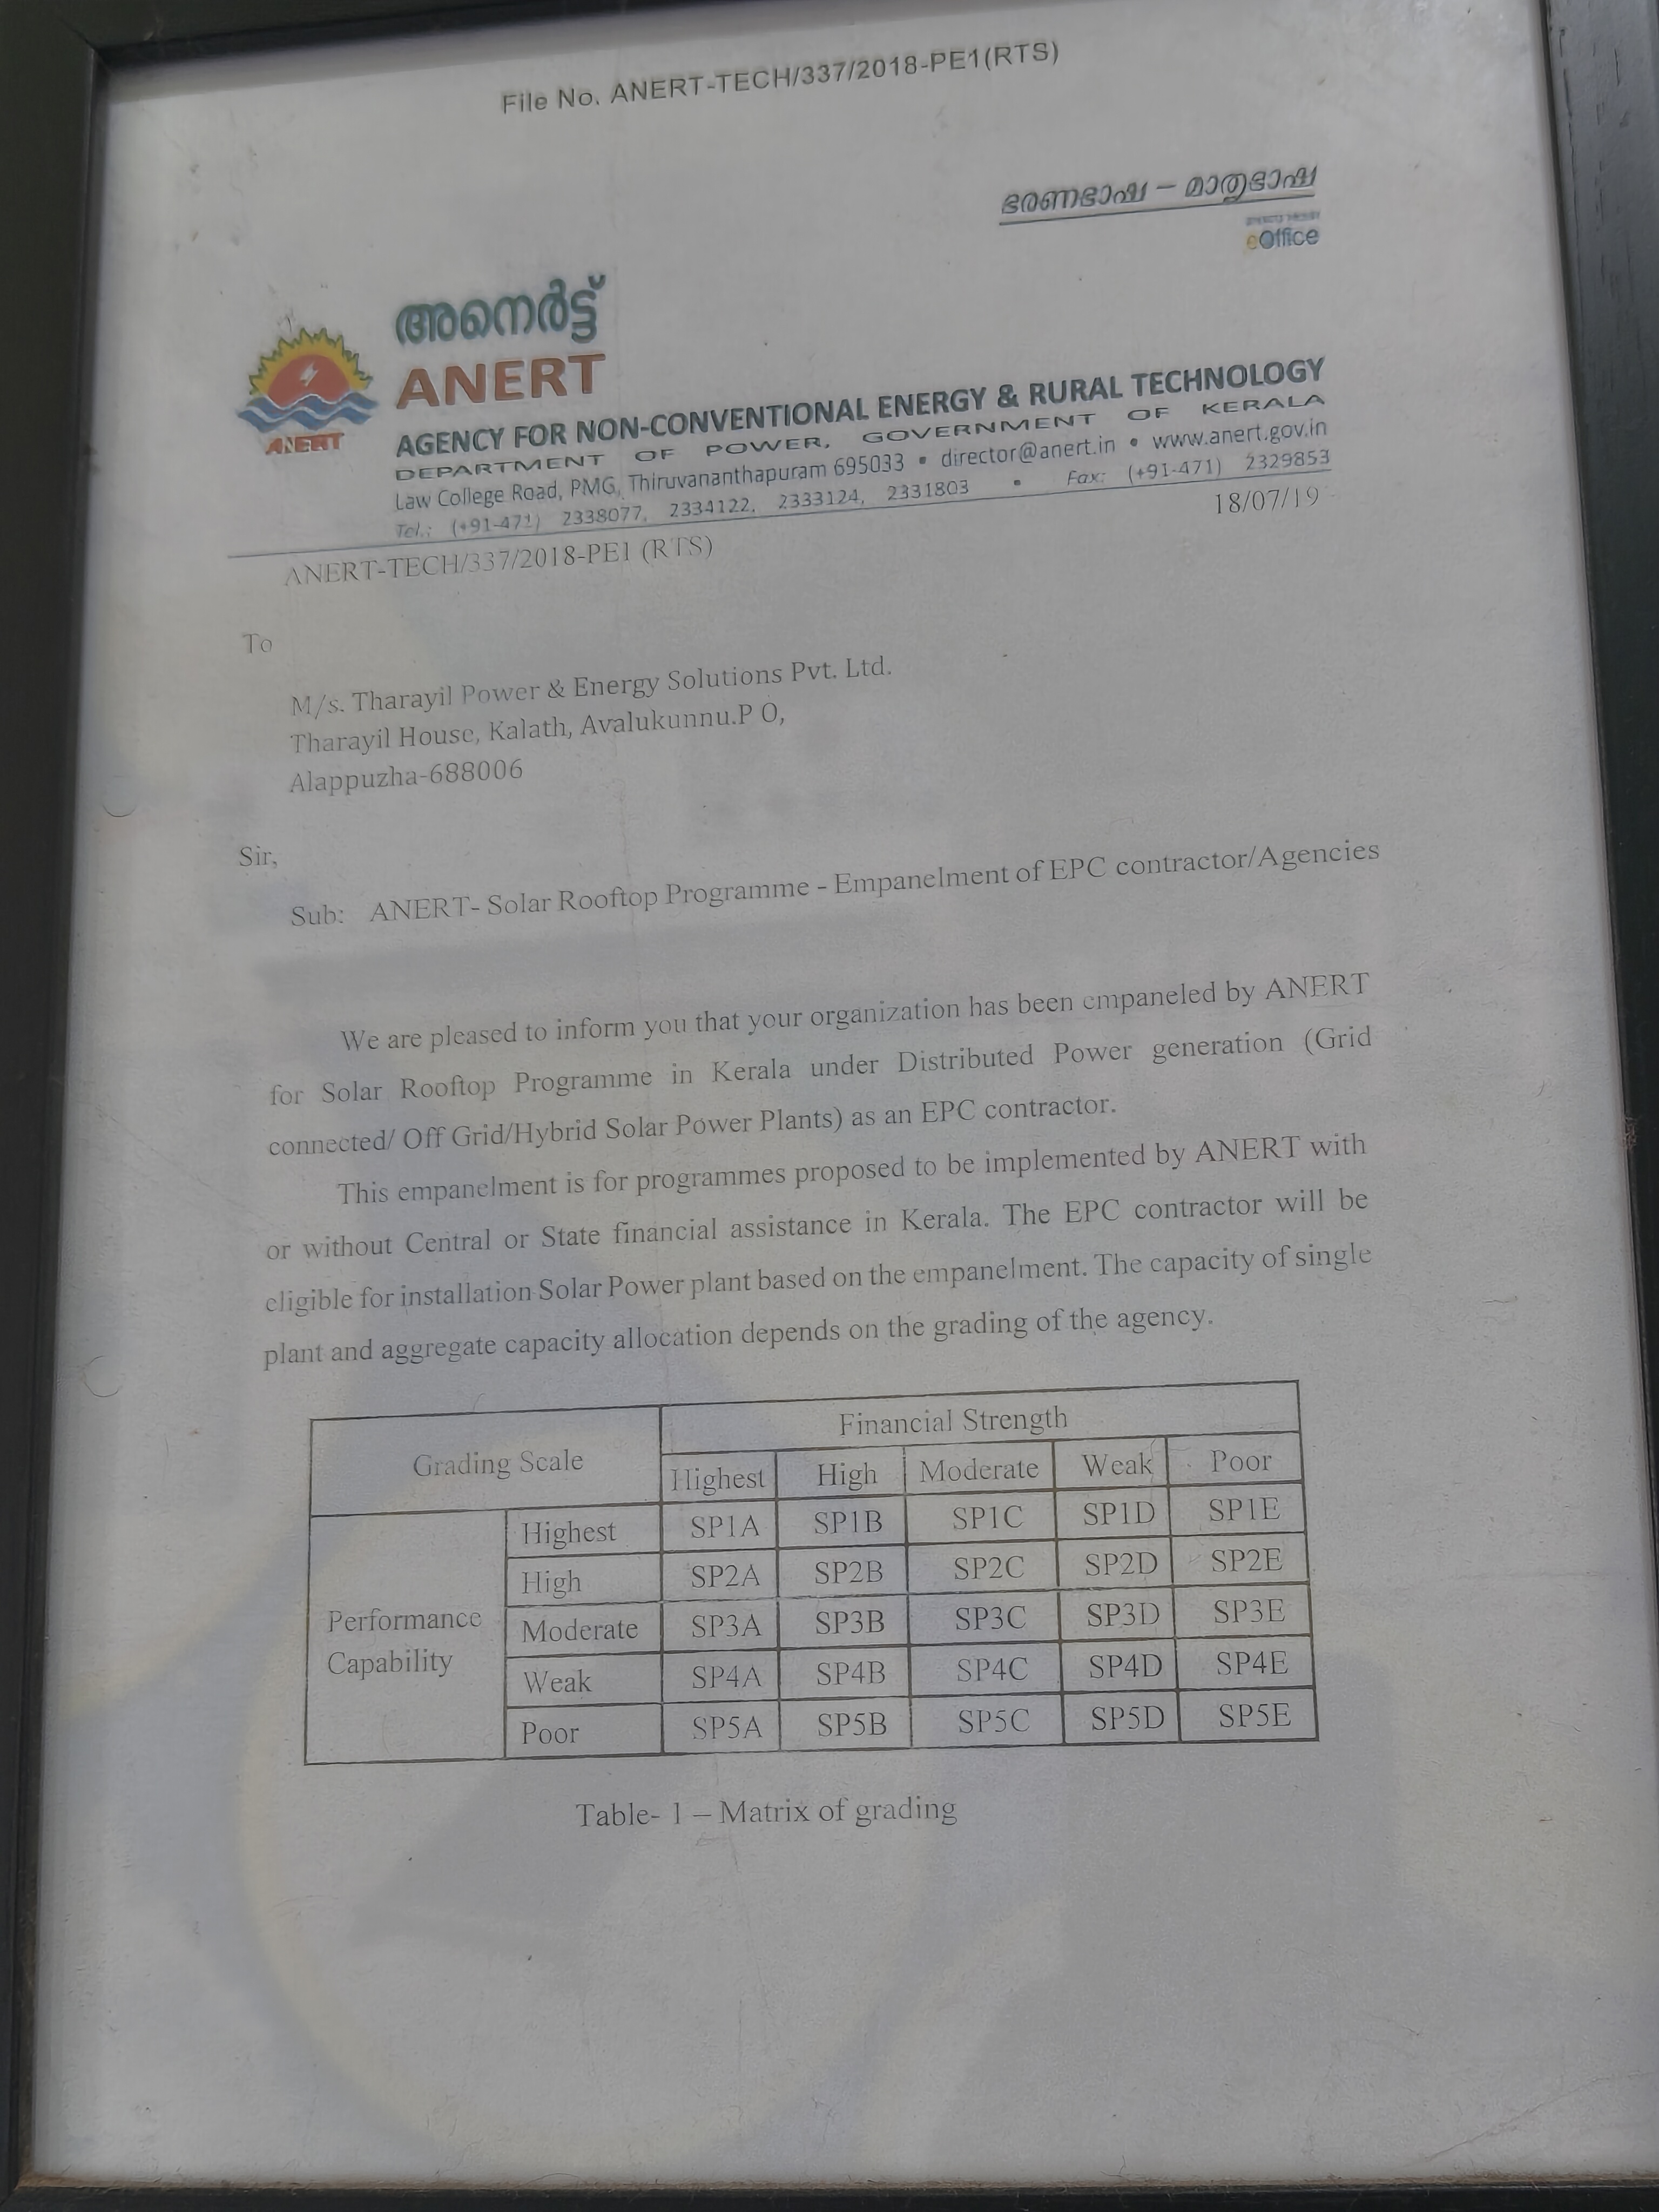 File No. ANERT-TECH/337/2018-PE1(RTS)
ഭരണഭാഷ – മാതൃഭാഷ
eOffice
അനെർട്ട്
ANERT
ANERT
AGENCY FOR NON-CONVENTIONAL ENERGY & RURAL TECHNOLOGY
DEPARTMENT OF POWER, GOVERNMENT OF KERALA
Law College Road, PMG, Thiruvananthapuram 695033 • director@anert.in • www.anert.gov.in
Tel.: (+91-471) 2338077, 2334122, 2333124, 2331803 • Fax: (+91-471) 2329853
ANERT-TECH/337/2018-PE1 (RTS) 18/07/19
To
M/s. Tharayil Power & Energy Solutions Pvt. Ltd.
Tharayil House, Kalath, Avalukunnu.P O,
Alappuzha-688006
Sir,
Sub: ANERT- Solar Rooftop Programme - Empanelment of EPC contractor/Agencies
We are pleased to inform you that your organization has been empaneled by ANERT
for Solar Rooftop Programme in Kerala under Distributed Power generation (Grid
connected/ Off Grid/Hybrid Solar Power Plants) as an EPC contractor.
This empanelment is for programmes proposed to be implemented by ANERT with
or without Central or State financial assistance in Kerala. The EPC contractor will be
eligible for installation Solar Power plant based on the empanelment. The capacity of single
plant and aggregate capacity allocation depends on the grading of the agency.
Grading Scale Financial Strength
Highest High Moderate Weak Poor
Performance Capability
Highest SP1A SP1B SP1C SP1D SP1E
High SP2A SP2B SP2C SP2D SP2E
Moderate SP3A SP3B SP3C SP3D SP3E
Weak SP4A SP4B SP4C SP4D SP4E
Poor SP5A SP5B SP5C SP5D SP5E
Table- 1 – Matrix of grading